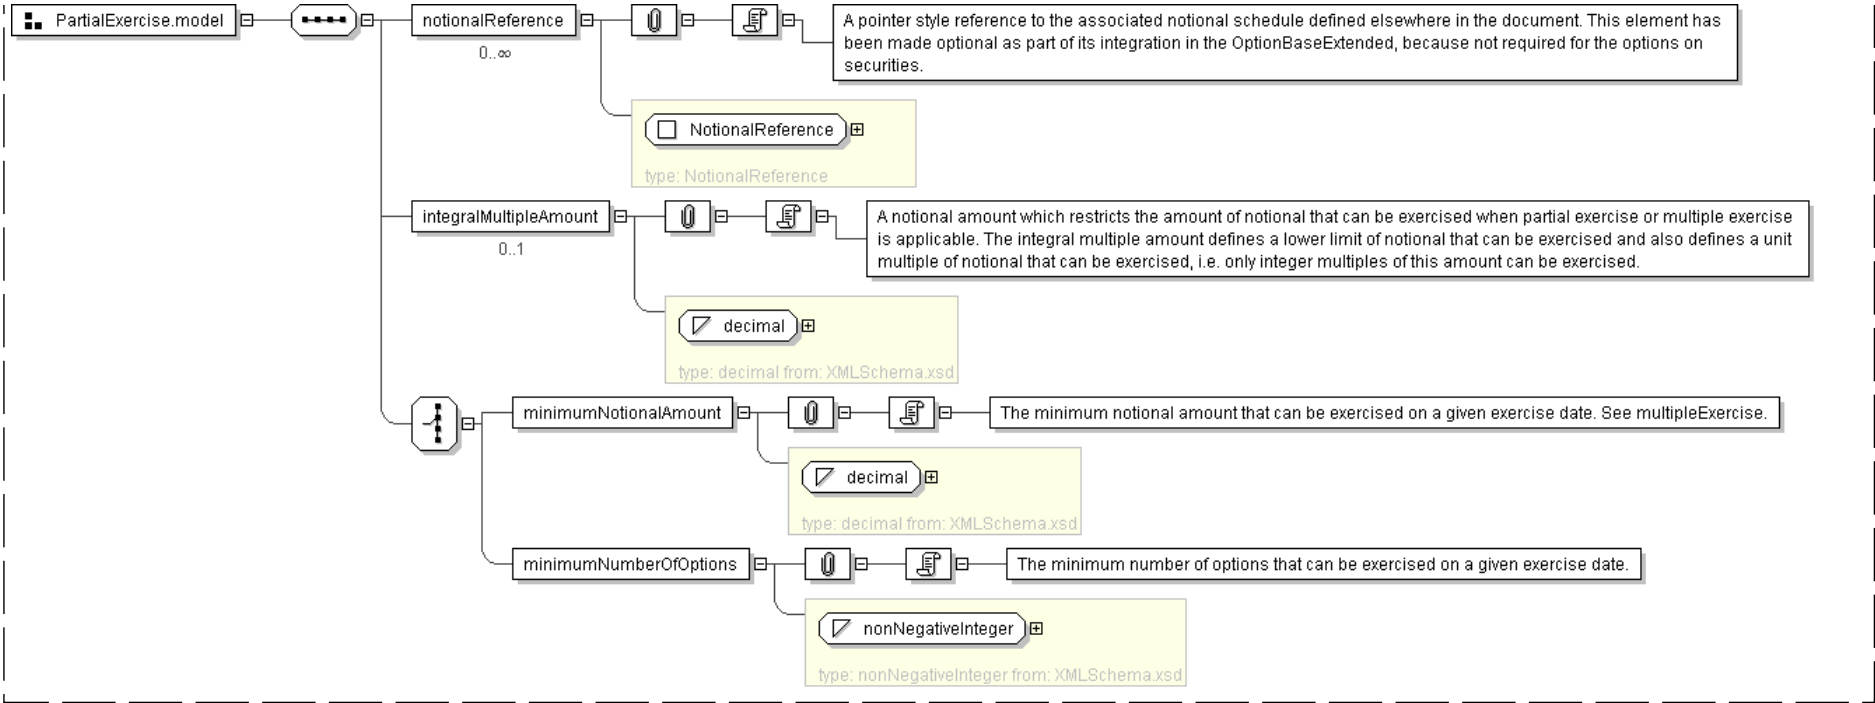 PartialExercise.model
notionalReference
0..∞
A pointer style reference to the associated notional schedule defined elsewhere in the document. This element has
been made optional as part of its integration in the OptionBaseExtended, because not required for the options on
securities.
NotionalReference
type: NotionalReference
integralMultipleAmount
0..1
A notional amount which restricts the amount of notional that can be exercised when partial exercise or multiple exercise
is applicable. The integral multiple amount defines a lower limit of notional that can be exercised and also defines a unit
multiple of notional that can be exercised, i.e. only integer multiples of this amount can be exercised.
decimal
type: decimal from: XMLSchema.xsd
minimumNotionalAmount
The minimum notional amount that can be exercised on a given exercise date. See multipleExercise.
decimal
type: decimal from: XMLSchema.xsd
minimumNumberOfOptions
The minimum number of options that can be exercised on a given exercise date.
nonNegativeInteger
type: nonNegativeInteger from: XMLSchema.xsd